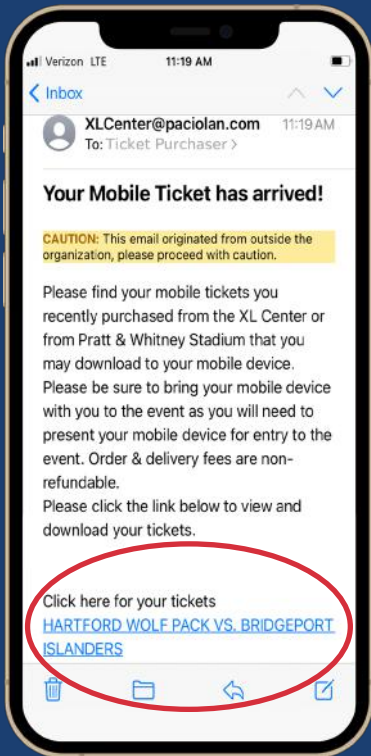 Verizon LTE 11:19 AM
Inbox
XLCenter@paciolan.com 11:19 AM
To: Ticket Purchaser >
Your Mobile Ticket has arrived!
CAUTION: This email originated from outside the
organization, please proceed with caution.
Please find your mobile tickets you
recently purchased from the XL Center or
from Pratt & Whitney Stadium that you
may download to your mobile device.
Please be sure to bring your mobile device
with you to the event as you will need to
present your mobile device for entry to the
event. Order & delivery fees are non-
refundable.
Please click the link below to view and
download your tickets.
Click here for your tickets
HARTFORD WOLF PACK VS. BRIDGEPORT
ISLANDERS